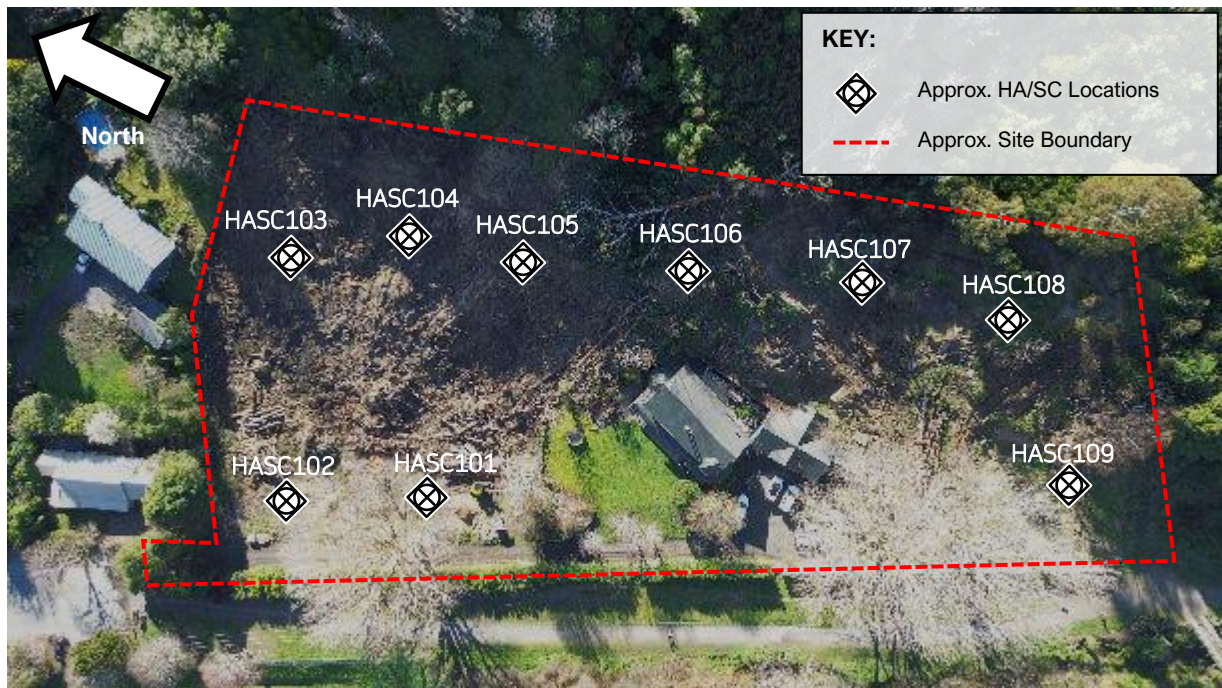 KEY:
Approx. HA/SC Locations
Approx. Site Boundary
North
HASC103
HASC104
HASC105
HASC106
HASC107
HASC108
HASC102
HASC101
HASC109